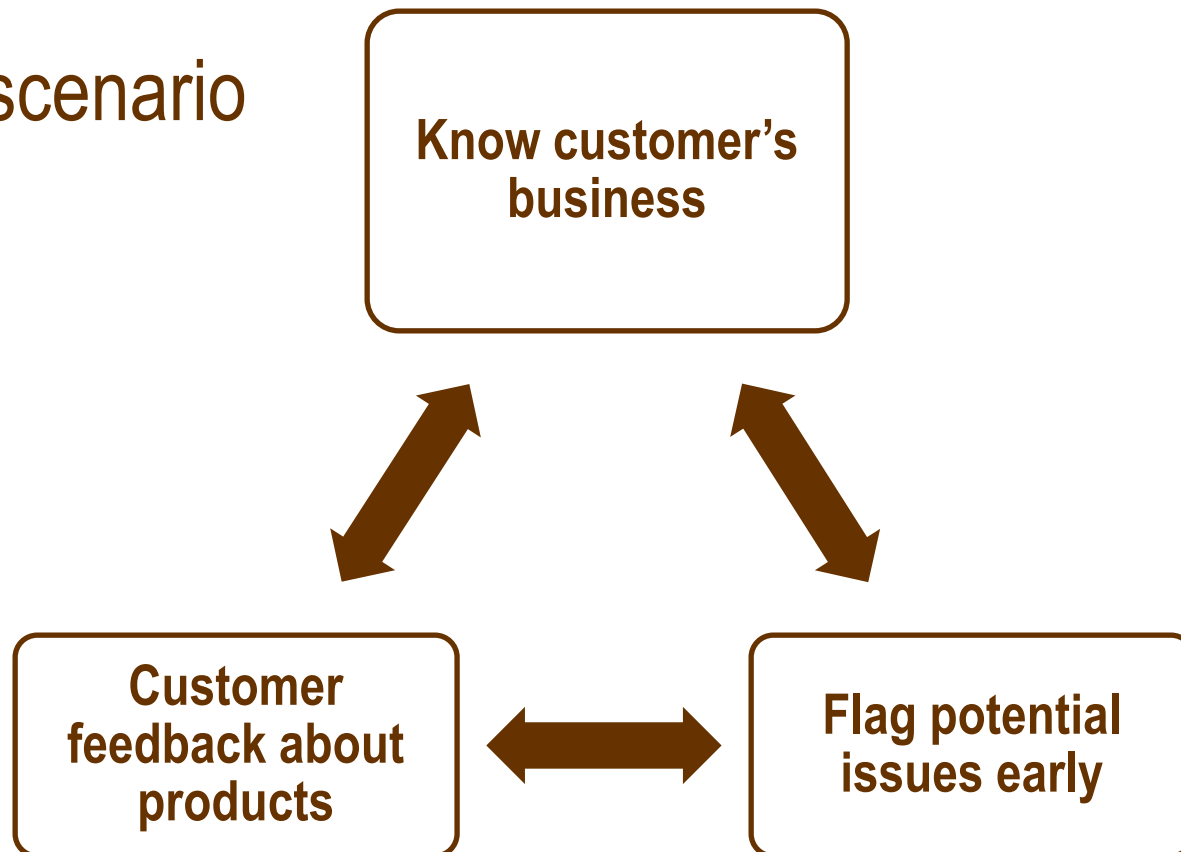 scenario
Know customer’s
business
Customer
feedback about
products
Flag potential
issues early